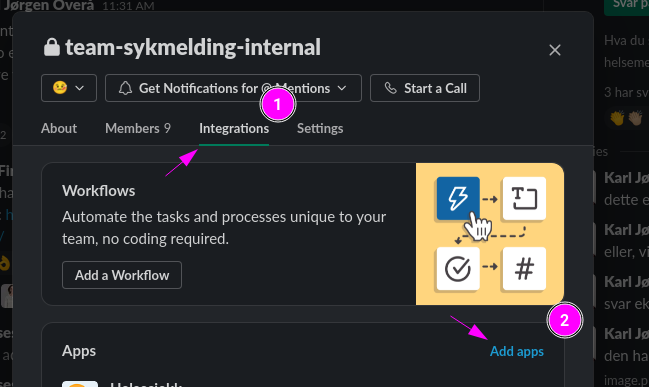 Jørgen Overå 11:31 AM
Svar p
team-sykmelding-internal
Hva du
helseme
Get Notifications for @ Mentions
Start a Call
3 har sv
1
About
Members 9
Integrations
Settings
2
Workflows
Automate the tasks and processes unique to your
team, no coding required.
Add a Workflow
T
#
Karl Jø
dette e
Karl Jø
eller, vi
Karl Jø
svar ek
2
Karl Jø
den ha
Apps
Add apps
image.p